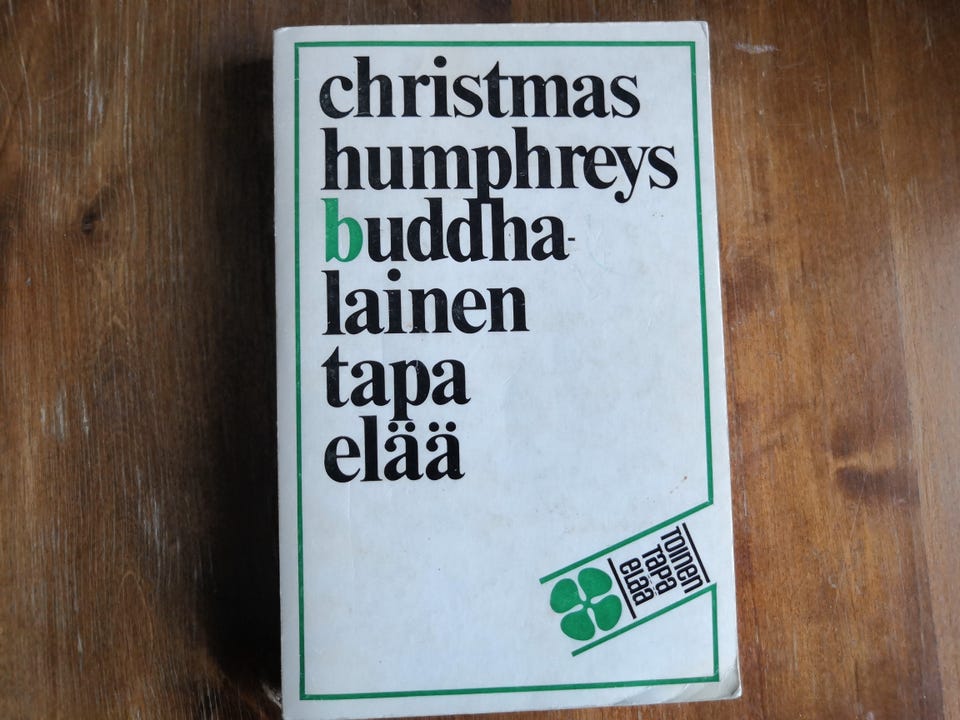 christmas
humphreys
buddha-
lainen
tapa
elää
TOINEN
TAPA
eLää